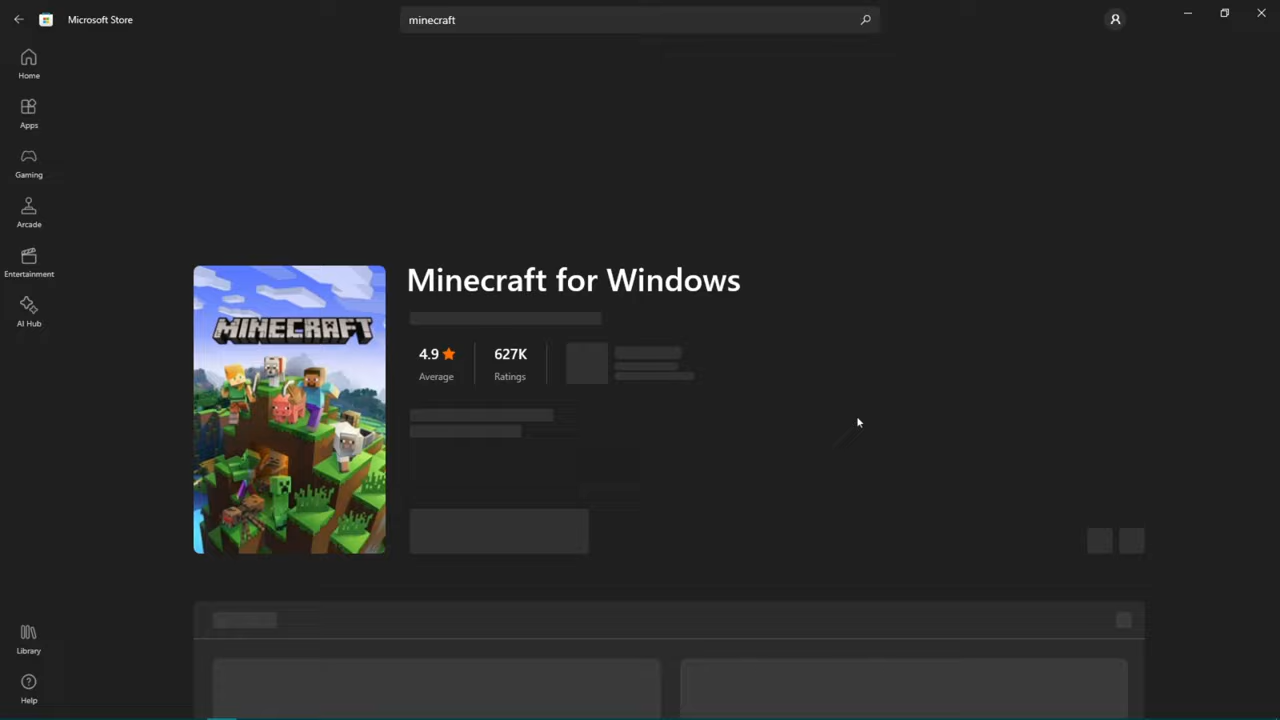 Microsoft Store
minecraft
Home
Apps
Gaming
Arcade
Entertainment
AI Hub
MINECRAFT
Minecraft for Windows
4.9
627K
Average
Ratings
Library
Help